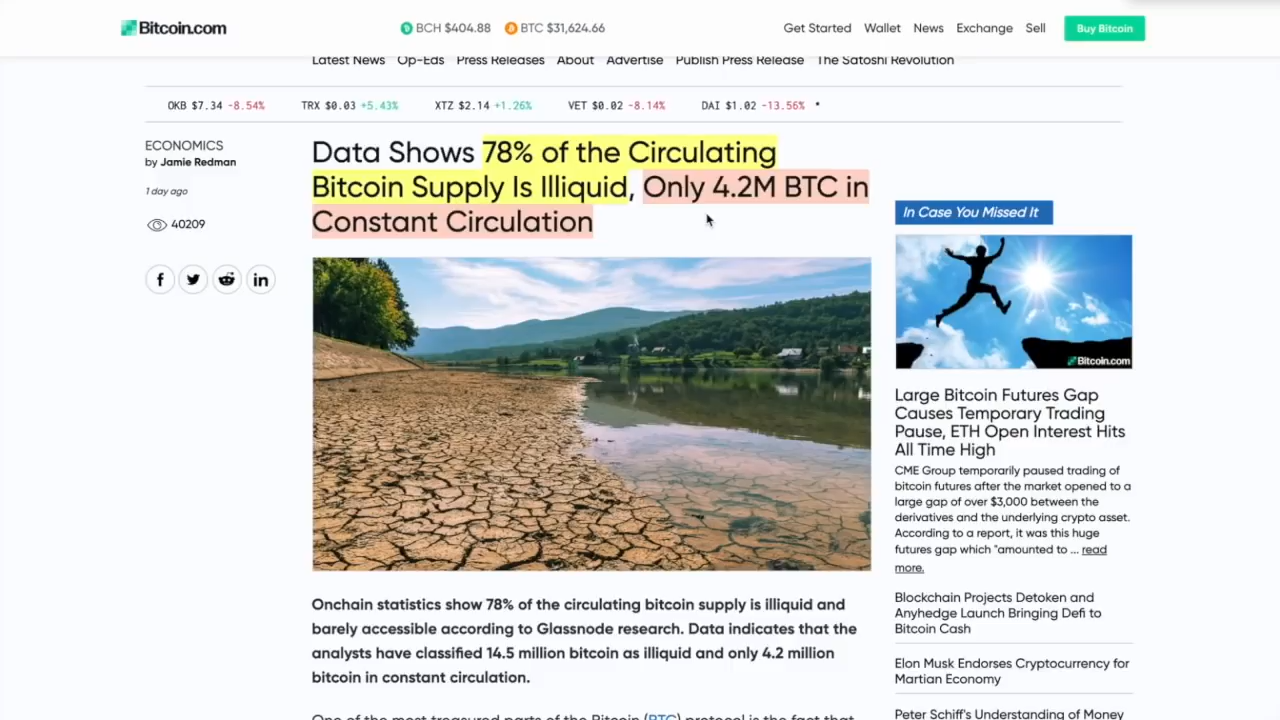 Bitcoin.com
BCH $404.88 BTC $31,624.66
Get Started Wallet News Exchange Sell Buy Bitcoin
Latest News Op-Eds Press Releases About Advertise Publish Press Release The Satoshi Revolution
OKB $7.34 -8.54% TRX $0.03 +5.43% XTZ $2.14 +1.26% VET $0.02 -8.14% DAI $1.02 -13.56%
ECONOMICS
by Jamie Redman
1 day ago
40209
Data Shows 78% of the Circulating
Bitcoin Supply Is Illiquid, Only 4.2M BTC in
Constant Circulation
Onchain statistics show 78% of the circulating bitcoin supply is illiquid and
barely accessible according to Glassnode research. Data indicates that the
analysts have classified 14.5 million bitcoin as illiquid and only 4.2 million
bitcoin in constant circulation.
One of the most treasured parts of the Bitcoin (BTC) protocol is the fact that
In Case You Missed It
Bitcoin.com
Large Bitcoin Futures Gap
Causes Temporary Trading
Pause, ETH Open Interest Hits
All Time High
CME Group temporarily paused trading of
bitcoin futures after the market opened to a
large gap of over $3,000 between the
derivatives and the underlying crypto asset.
According to a report, it was this huge
futures gap which "amounted to ... read
more.
Blockchain Projects Detoken and
Anyhedge Launch Bringing Defi to
Bitcoin Cash
Elon Musk Endorses Cryptocurrency for
Martian Economy
Peter Schiff's Understanding of Money